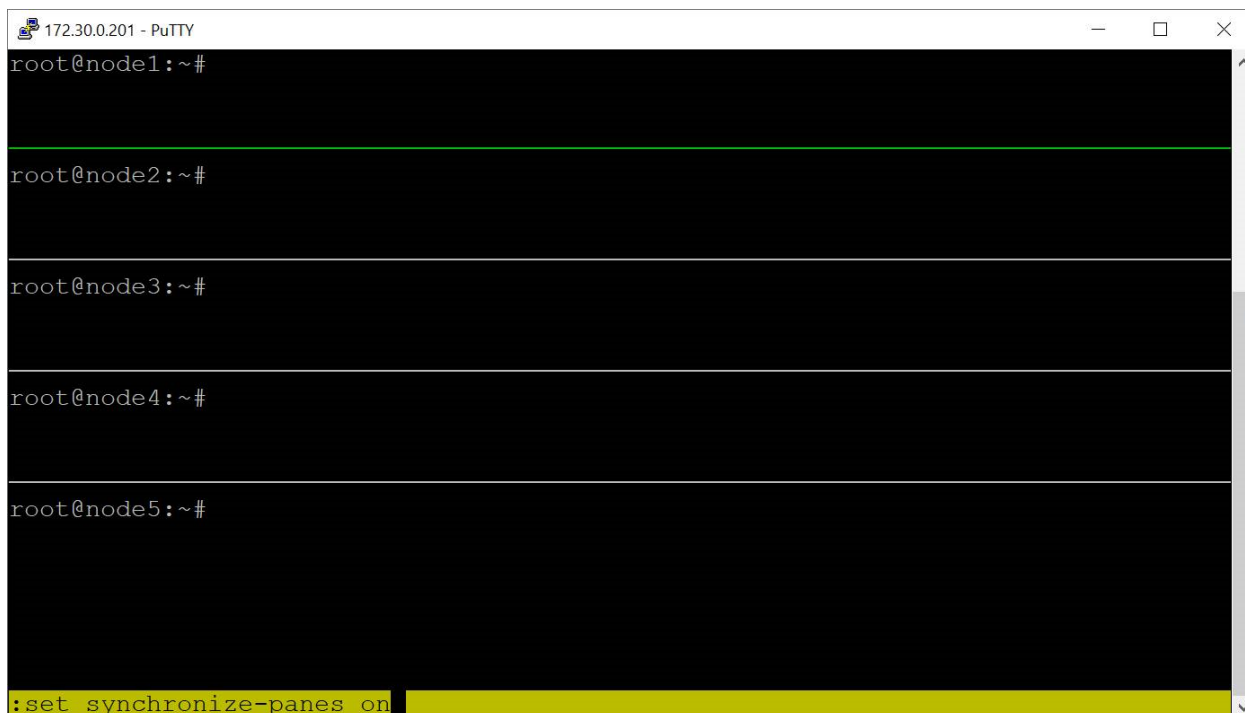 172.30.0.201 - PuTTY
root@node1:~#
root@node2:~#
root@node3:~#
root@node4:~#
root@node5:~#
:set synchronize-panes on